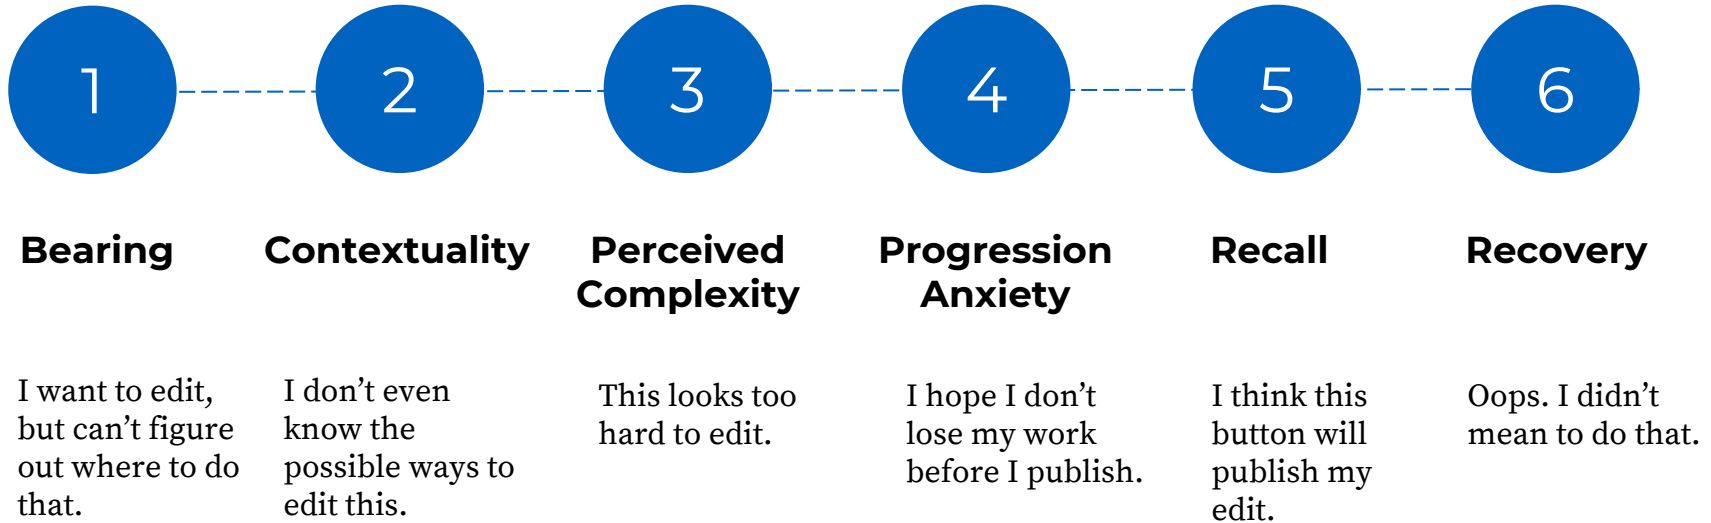 1
2
3
4
5
6
Bearing
Contextuality
Perceived
Complexity
Progression
Anxiety
Recall
Recovery
I want to edit,
but can’t figure
out where to do
that.
I don’t even
know the
possible ways to
edit this.
This looks too
hard to edit.
I hope I don’t
lose my work
before I publish.
I think this
button will
publish my
edit.
Oops. I didn’t
mean to do that.